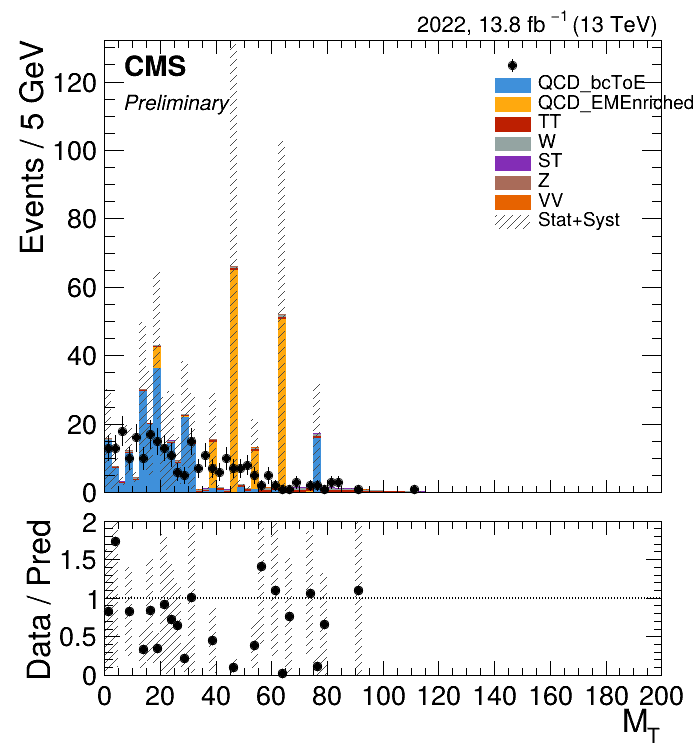 2022, 13.8 fb⁻¹ (13 TeV)
CMS
Preliminary
QCD_bcToE
QCD_EMEnriched
TT
W
ST
Z
VV
Stat+Syst
Events / 5 GeV
120
100
80
60
40
20
0
Data / Pred
2
1.5
1
0.5
0
0 20 40 60 80 100 120 140 160 180 200
M_T